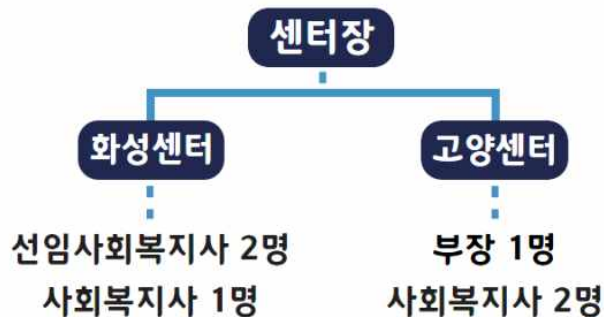 센터장
화성센터
고양센터
선임사회복지사 2명
사회복지사 1명
부장 1명
사회복지사 2명